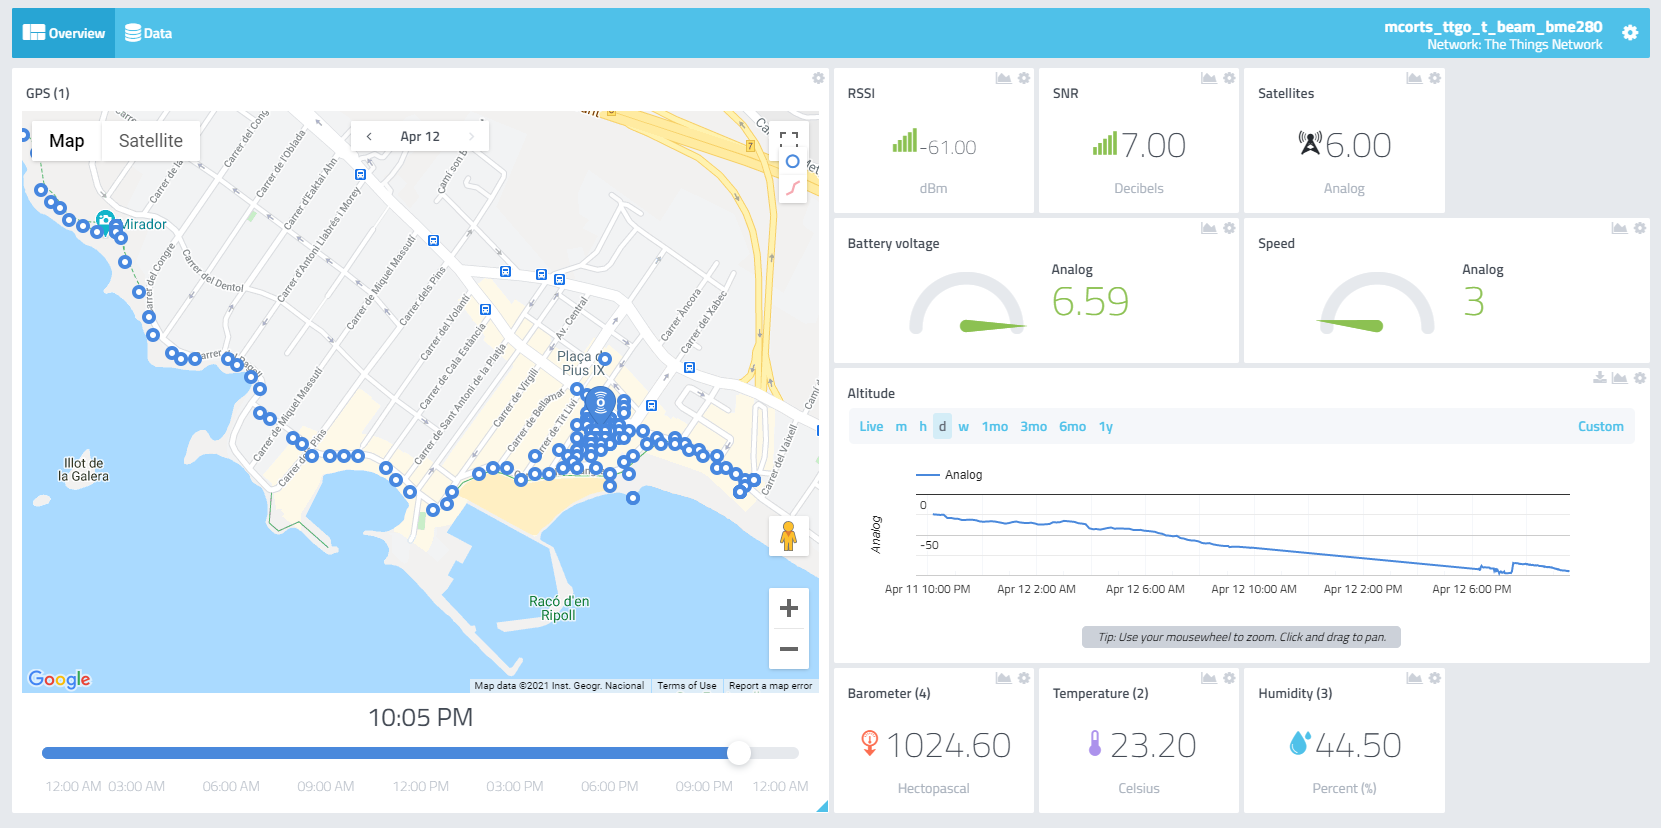 Overview
Data
mcorts_ttgo_t_beam_bme280
Network: The Things Network
GPS (1)
Map
Satellite
Apr 12
Mirador
Carrer del Congre
Carrer de l'Oblada
Carrer d'Eaktai Ahn
Carrer d'Antoni Llabrés i Morey
Carrer de Miquel Massutí
Carrer del Dentol
Carrer del Congre
Carrer de Miquel Massuti
Carrer dels Pins
Carrer del Volantí
Carrer de Cala Estància
Carrer de Sant Antoni de la Platja
Carrer de Virgili
Carrer de Bellamar
Carrer de Tit Livi
Av. Central
Carrer Àncora
Carrer del Xabec
Carrer del Vaixell
Plaça d
Pius IX
7
Illot de
la Galera
Racó d'en
Ripoll
Google
Map data ©2021 Inst. Geogr. Nacional
Terms of Use
Report a map error
10:05 PM
12:00 AM 03:00 AM 06:00 AM 09:00 AM 12:00 PM 03:00 PM 06:00 PM 09:00 PM 12:00 AM
RSSI
-61.00
dBm
SNR
7.00
Decibels
Satellites
6.00
Analog
Battery voltage
Analog
6.59
Speed
Analog
3
Altitude
Live m h d w 1mo 3mo 6mo 1y
Custom
Analog
Analog
0
-50
Apr 11 10:00 PM Apr 12 2:00 AM Apr 12 6:00 AM Apr 12 10:00 AM Apr 12 2:00 PM Apr 12 6:00 PM
Tip: Use your mousewheel to zoom. Click and drag to pan.
Barometer (4)
1024.60
Hectopascal
Temperature (2)
23.20
Celsius
Humidity (3)
44.50
Percent (%)